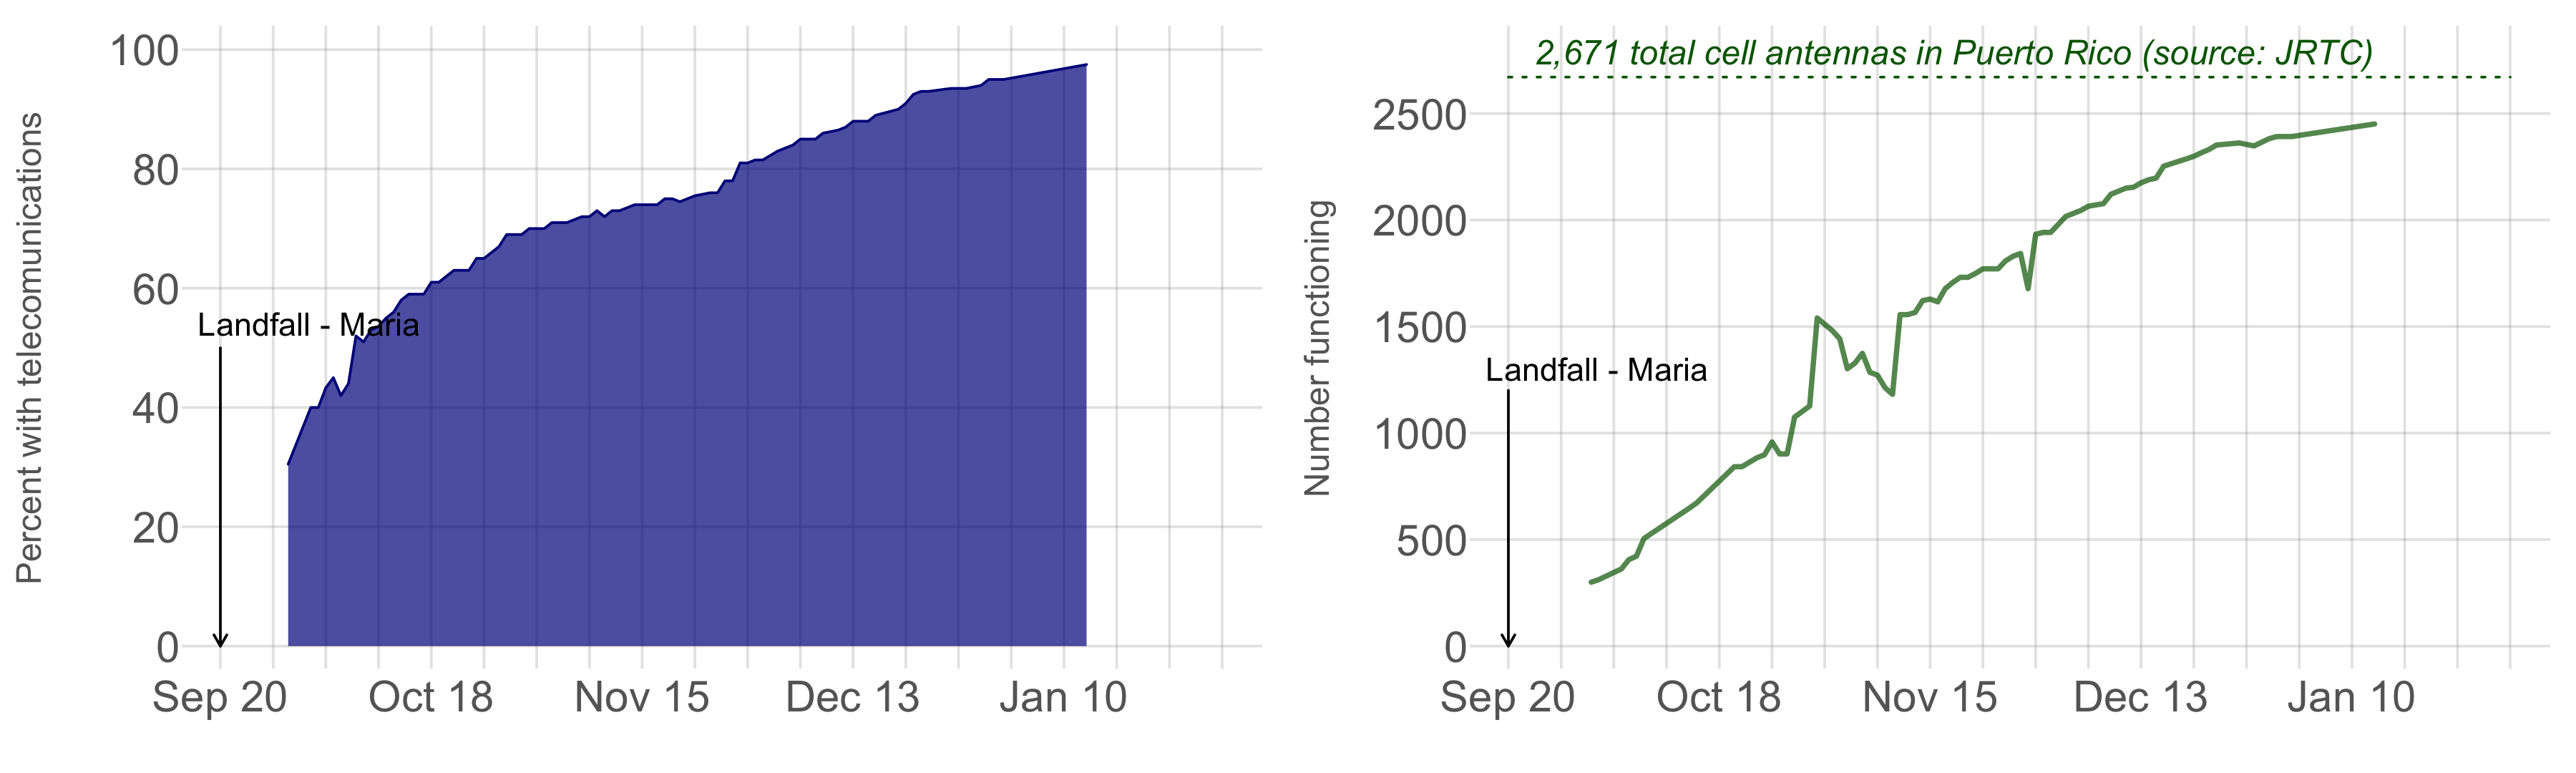 Percent with telecomunications
100
80
60
40
20
0
Landfall - Maria
Sep 20
Oct 18
Nov 15
Dec 13
Jan 10
Number functioning
2,671 total cell antennas in Puerto Rico (source: JRTC)
2500
2000
1500
1000
500
0
Landfall - Maria
Sep 20
Oct 18
Nov 15
Dec 13
Jan 10